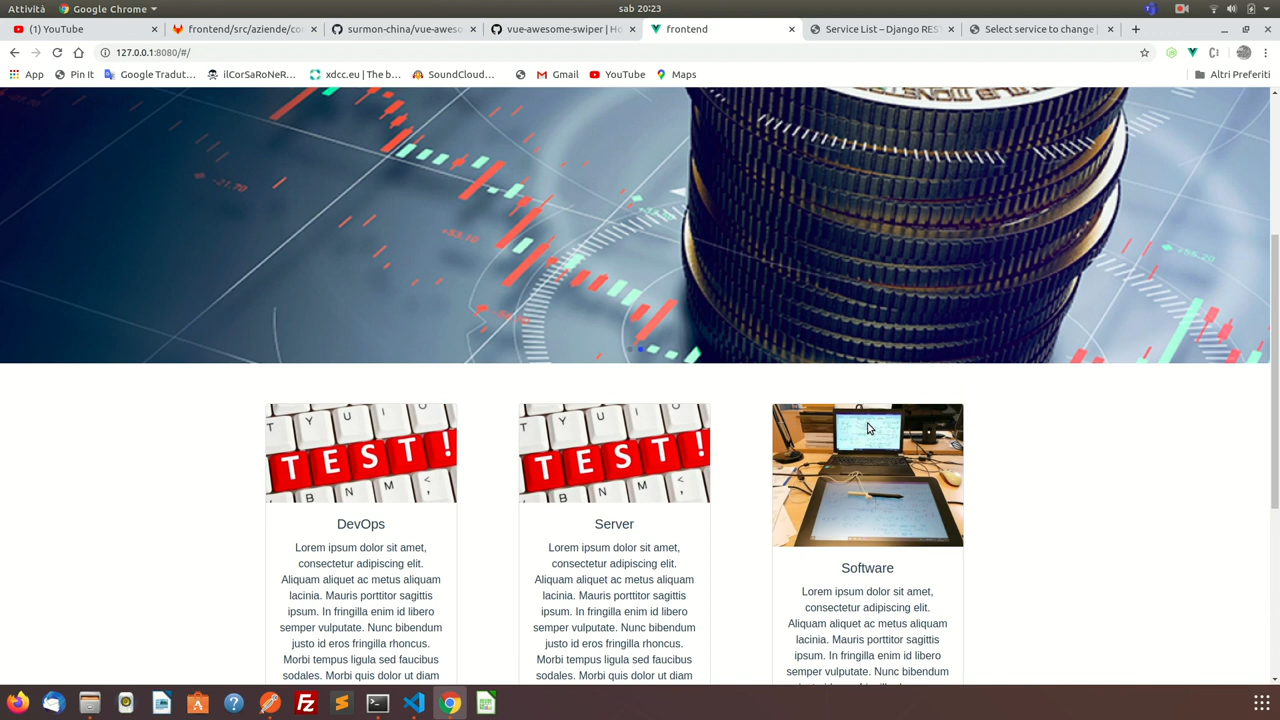 Attività
Google Chrome
sab 20:23
(1) YouTube
frontend/src/aziende/co
surmon-china/vue-aweso
vue-awesome-swiper | Ho
frontend
Service List – Django RES
Select service to change |
127.0.0.1:8080/#/
App
Pin It
Google Tradut...
ilCorSaRoNeR...
xdcc.eu | The b...
SoundCloud...
Gmail
YouTube
Maps
Altri Preferiti
-21.70
+53.70
+56.20
T Y U I O
TEST!
B N M < ,
T Y U I O
TEST!
B N M < ,
DevOps
Lorem ipsum dolor sit amet,
consectetur adipiscing elit.
Aliquam aliquet ac metus aliquam
lacinia. Mauris porttitor sagittis
ipsum. In fringilla enim id libero
semper vulputate. Nunc bibendum
justo id eros fringilla rhoncus.
Morbi tempus ligula sed faucibus
sodales. Morbi quis ut diam
Server
Lorem ipsum dolor sit amet,
consectetur adipiscing elit.
Aliquam aliquet ac metus aliquam
lacinia. Mauris porttitor sagittis
ipsum. In fringilla enim id libero
semper vulputate. Nunc bibendum
justo id eros fringilla rhoncus.
Morbi tempus ligula sed faucibus
sodales. Morbi quis ut diam
Software
Lorem ipsum dolor sit amet,
consectetur adipiscing elit.
Aliquam aliquet ac metus aliquam
lacinia. Mauris porttitor sagittis
ipsum. In fringilla enim id libero
semper vulputate. Nunc bibendum